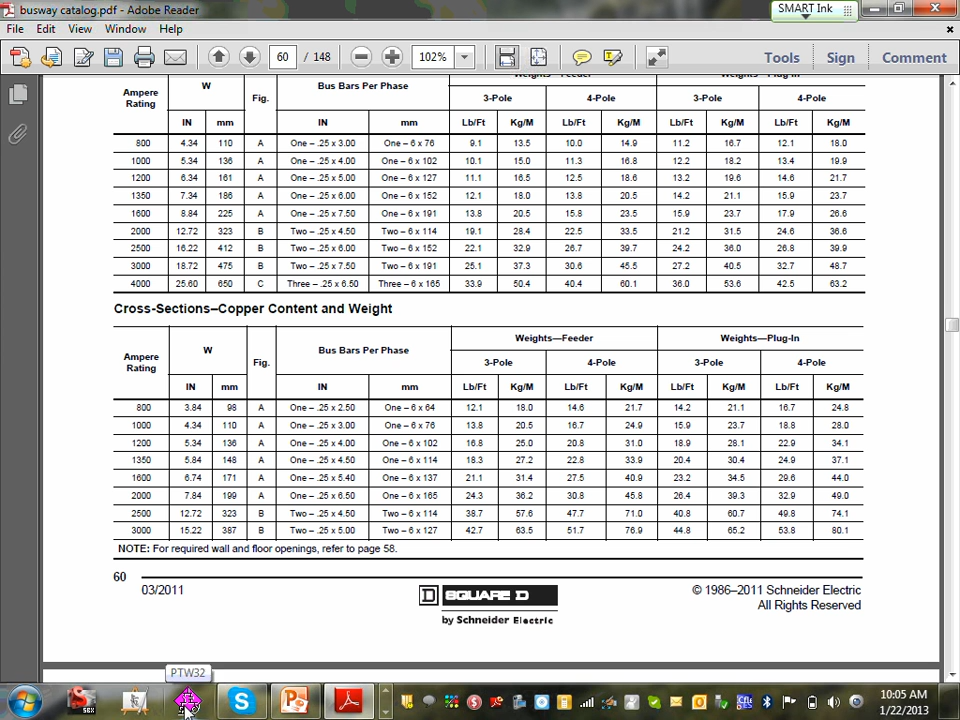 busway catalog.pdf - Adobe Reader
SMART Ink
File Edit View Window Help
60 / 148 102% Tools Sign Comment
Weights—Feeder Weights—Plug-In
Ampere Rating W Fig. Bus Bars Per Phase 3-Pole 4-Pole 3-Pole 4-Pole
IN mm IN mm Lb/Ft Kg/M Lb/Ft Kg/M Lb/Ft Kg/M Lb/Ft Kg/M
800 4.34 110 A One – .25 x 3.00 One – 6 x 76 9.1 13.5 10.0 14.9 11.2 16.7 12.1 18.0
1000 5.34 136 A One – .25 x 4.00 One – 6 x 102 10.1 15.0 11.3 16.8 12.2 18.2 13.4 19.9
1200 6.34 161 A One – .25 x 5.00 One – 6 x 127 11.1 16.5 12.5 18.6 13.2 19.6 14.6 21.7
1350 7.34 186 A One – .25 x 6.00 One – 6 x 152 12.1 18.0 13.8 20.5 14.2 21.1 15.9 23.7
1600 8.84 225 A One – .25 x 7.50 One – 6 x 191 13.8 20.5 15.8 23.5 15.9 23.7 17.9 26.6
2000 12.72 323 B Two – .25 x 4.50 Two – 6 x 114 19.1 28.4 22.5 33.5 21.2 31.5 24.6 36.6
2500 16.22 412 B Two – .25 x 6.00 Two – 6 x 152 22.1 32.9 26.7 39.7 24.2 36.0 26.8 39.9
3000 18.72 475 B Two – .25 x 7.50 Two – 6 x 191 25.1 37.3 30.6 45.5 27.2 40.5 32.7 48.7
4000 25.60 650 C Three – .25 x 6.50 Three – 6 x 165 33.9 50.4 40.4 60.1 36.0 53.6 42.5 63.2
Cross-Sections–Copper Content and Weight
Ampere Rating W Fig. Bus Bars Per Phase Weights—Feeder Weights—Plug-In
3-Pole 4-Pole 3-Pole 4-Pole
IN mm IN mm Lb/Ft Kg/M Lb/Ft Kg/M Lb/Ft Kg/M Lb/Ft Kg/M
800 3.84 98 A One – .25 x 2.50 One – 6 x 64 12.1 18.0 14.6 21.7 14.2 21.1 16.7 24.8
1000 4.34 110 A One – .25 x 3.00 One – 6 x 76 13.8 20.5 16.7 24.9 15.9 23.7 18.8 28.0
1200 5.34 136 A One – .25 x 4.00 One – 6 x 102 16.8 25.0 20.8 31.0 18.9 28.1 22.9 34.1
1350 5.84 148 A One – .25 x 4.50 One – 6 x 114 18.3 27.2 22.8 33.9 20.4 30.4 24.9 37.1
1600 6.74 171 A One – .25 x 5.40 One – 6 x 137 21.1 31.4 27.5 40.9 23.2 34.5 29.6 44.0
2000 7.84 199 A One – .25 x 6.50 One – 6 x 165 24.3 36.2 30.8 45.8 26.4 39.3 32.9 49.0
2500 12.72 323 B Two – .25 x 4.50 Two – 6 x 114 38.7 57.6 47.7 71.0 40.8 60.7 49.8 74.1
3000 15.22 387 B Two – .25 x 5.00 Two – 6 x 127 42.7 63.5 51.7 76.9 44.8 65.2 53.8 80.1
NOTE: For required wall and floor openings, refer to page 58.
60
03/2011 D SQUARE D © 1986–2011 Schneider Electric
by Schneider Electric All Rights Reserved
PTW32
10:05 AM
1/22/2013